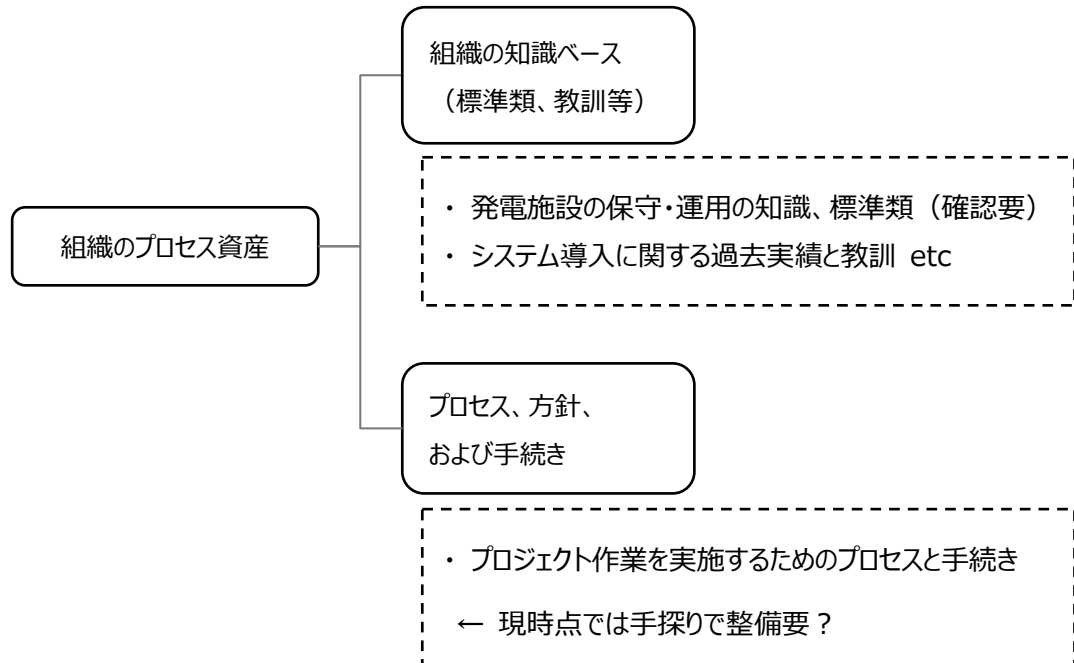 組織の知識ベース
（標準類、教訓等）
・ 発電施設の保守・運用の知識、標準類（確認要）
・ システム導入に関する過去実績と教訓 etc
組織のプロセス資産
プロセス、方針、
および手続き
・ プロジェクト作業を実施するためのプロセスと手続き
← 現時点では手探りで整備要？